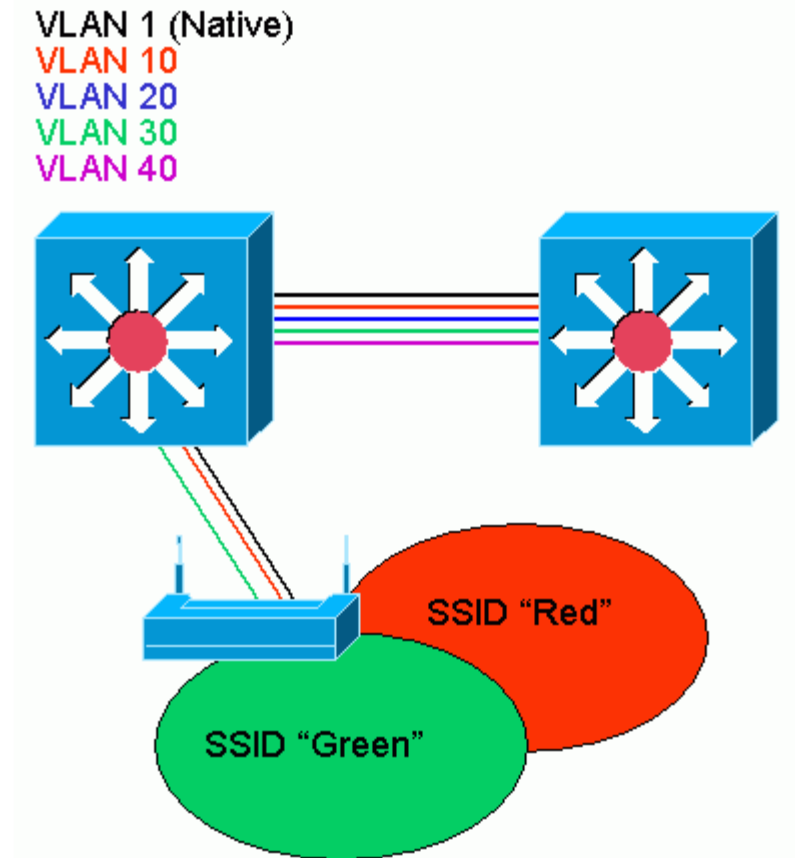 VLAN 1 (Native)
VLAN 10
VLAN 20
VLAN 30
VLAN 40
SSID “Red”
SSID “Green”